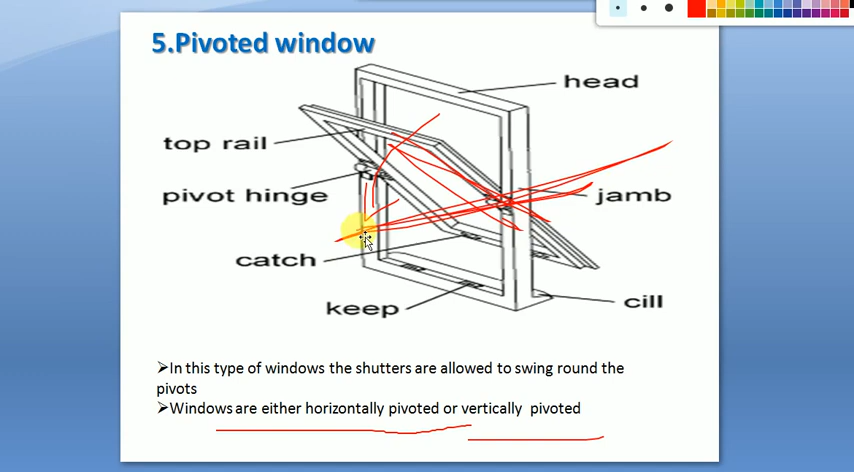 5.Pivoted window
head
top rail
pivot hinge
jamb
catch
keep
cill
➢In this type of windows the shutters are allowed to swing round the
pivots
➢Windows are either horizontally pivoted or vertically pivoted